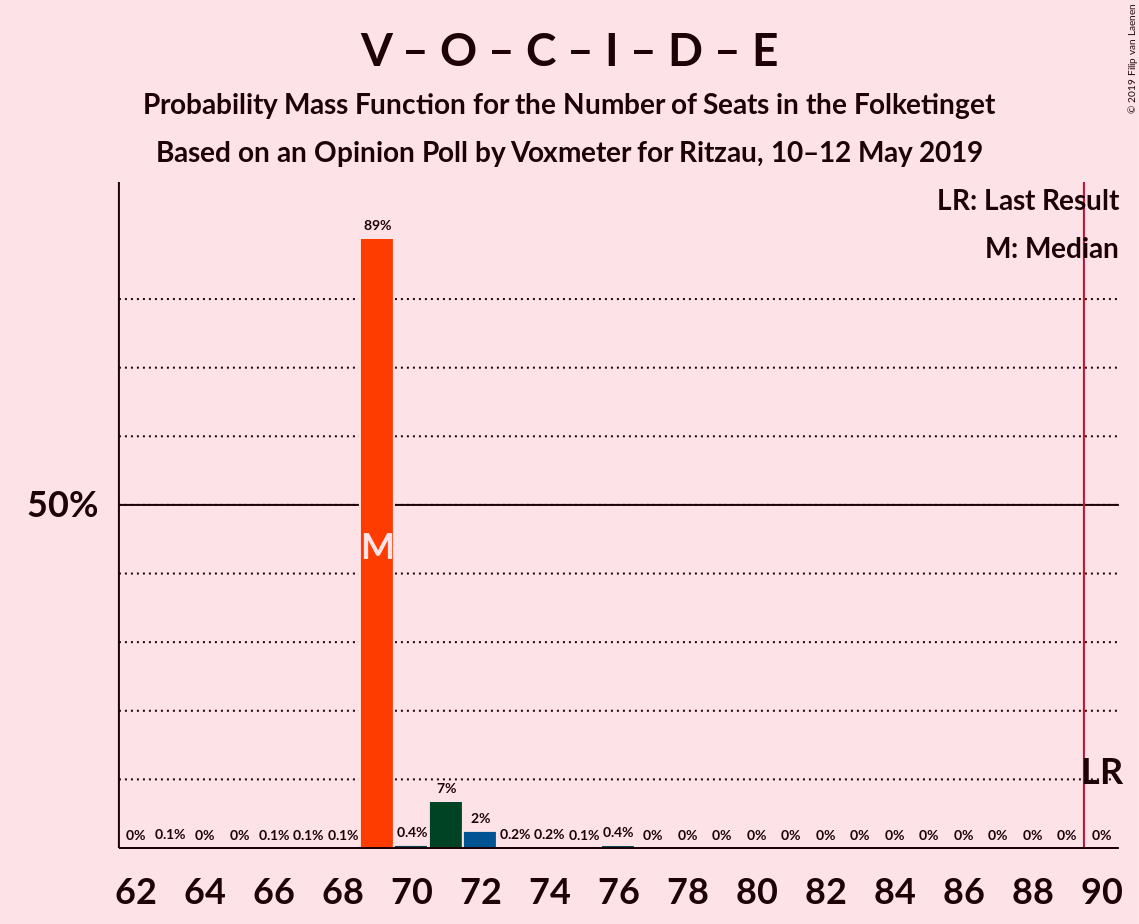 V – O – C – I – D – E
Probability Mass Function for the Number of Seats in the Folketinget
Based on an Opinion Poll by Voxmeter for Ritzau, 10–12 May 2019
© 2019 Filip van Laenen
LR: Last Result
M: Median
89%
50%
M
LR
7%
2%
0% 0.1% 0% 0% 0.1% 0.1% 0.1% 0.4% 0.2% 0.2% 0.1% 0.4% 0% 0% 0% 0% 0% 0% 0% 0% 0% 0% 0% 0% 0% 0%
62 64 66 68 70 72 74 76 78 80 82 84 86 88 90